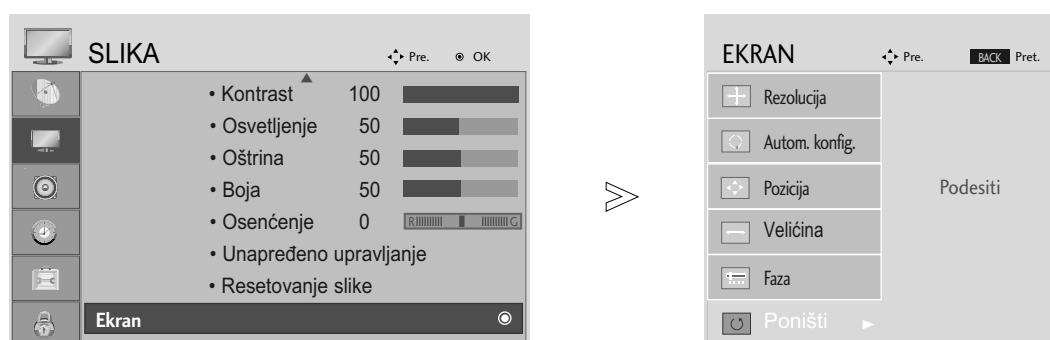 SLIKA Pre. OK
• Kontrast 100
• Osvetljenje 50
• Oštrina 50
• Boja 50
• Osenćenje 0 R G
• Unapređeno upravljanje
• Resetovanje slike
Ekran
EKRAN Pre. BACK Pret.
Rezolucija
Autom. konfig.
Pozicija
Velićina
Faza
Poništi
Podesiti